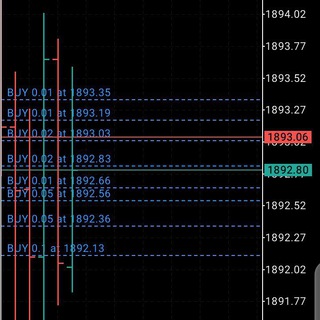 1894.02
1893.77
1893.52
BUY 0.01 at 1893.35
1893.27
BUY 0.01 at 1893.19
BUY 0.02 at 1893.03
1893.06
BUY 0.02 at 1892.83
1892.80
BUY 0.01 at 1892.66
BUY 0.05 at 1892.56
1892.52
BUY 0.05 at 1892.36
1892.27
BUY 0.1 at 1892.13
1892.02
1891.77